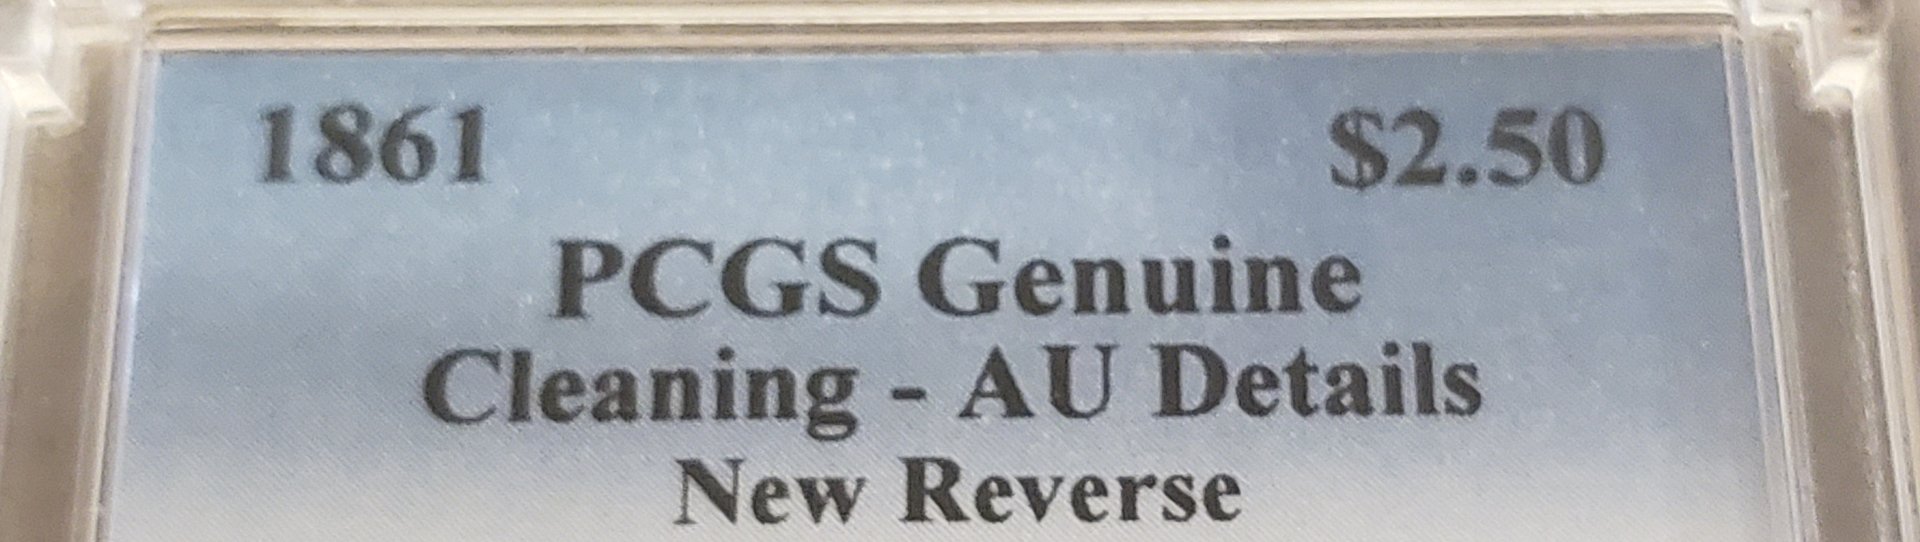 1861 $2.50
PCGS Genuine
Cleaning - AU Details
New Reverse